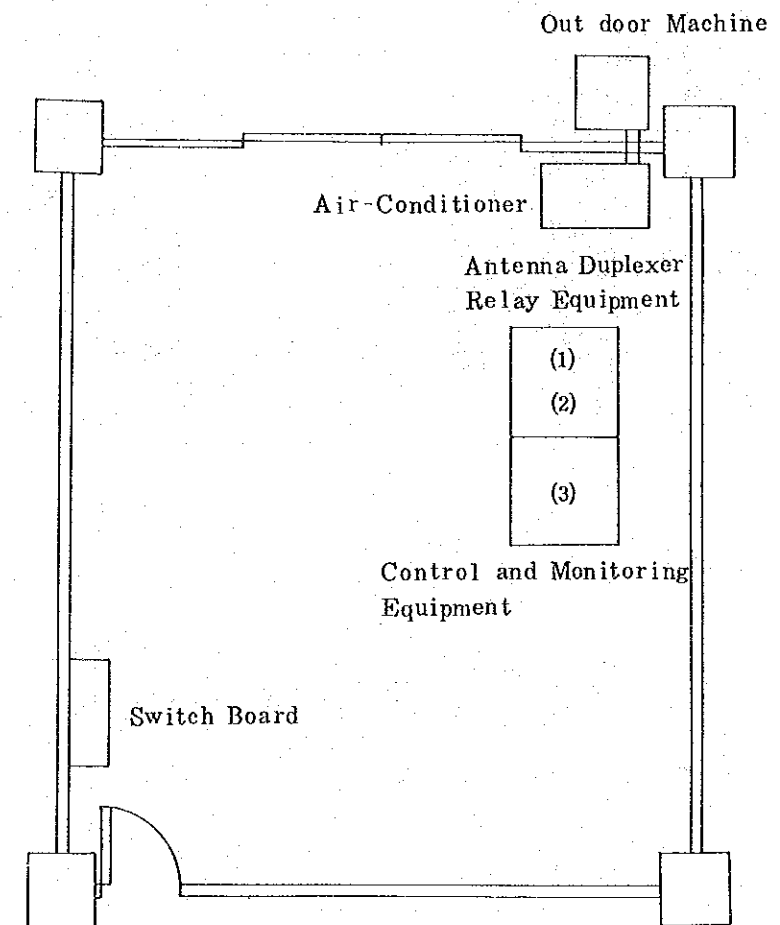 Out door Machine
Air-Conditioner
Antenna Duplexer
Relay Equipment
(1)
(2)
(3)
Control and Monitoring
Equipment
Switch Board